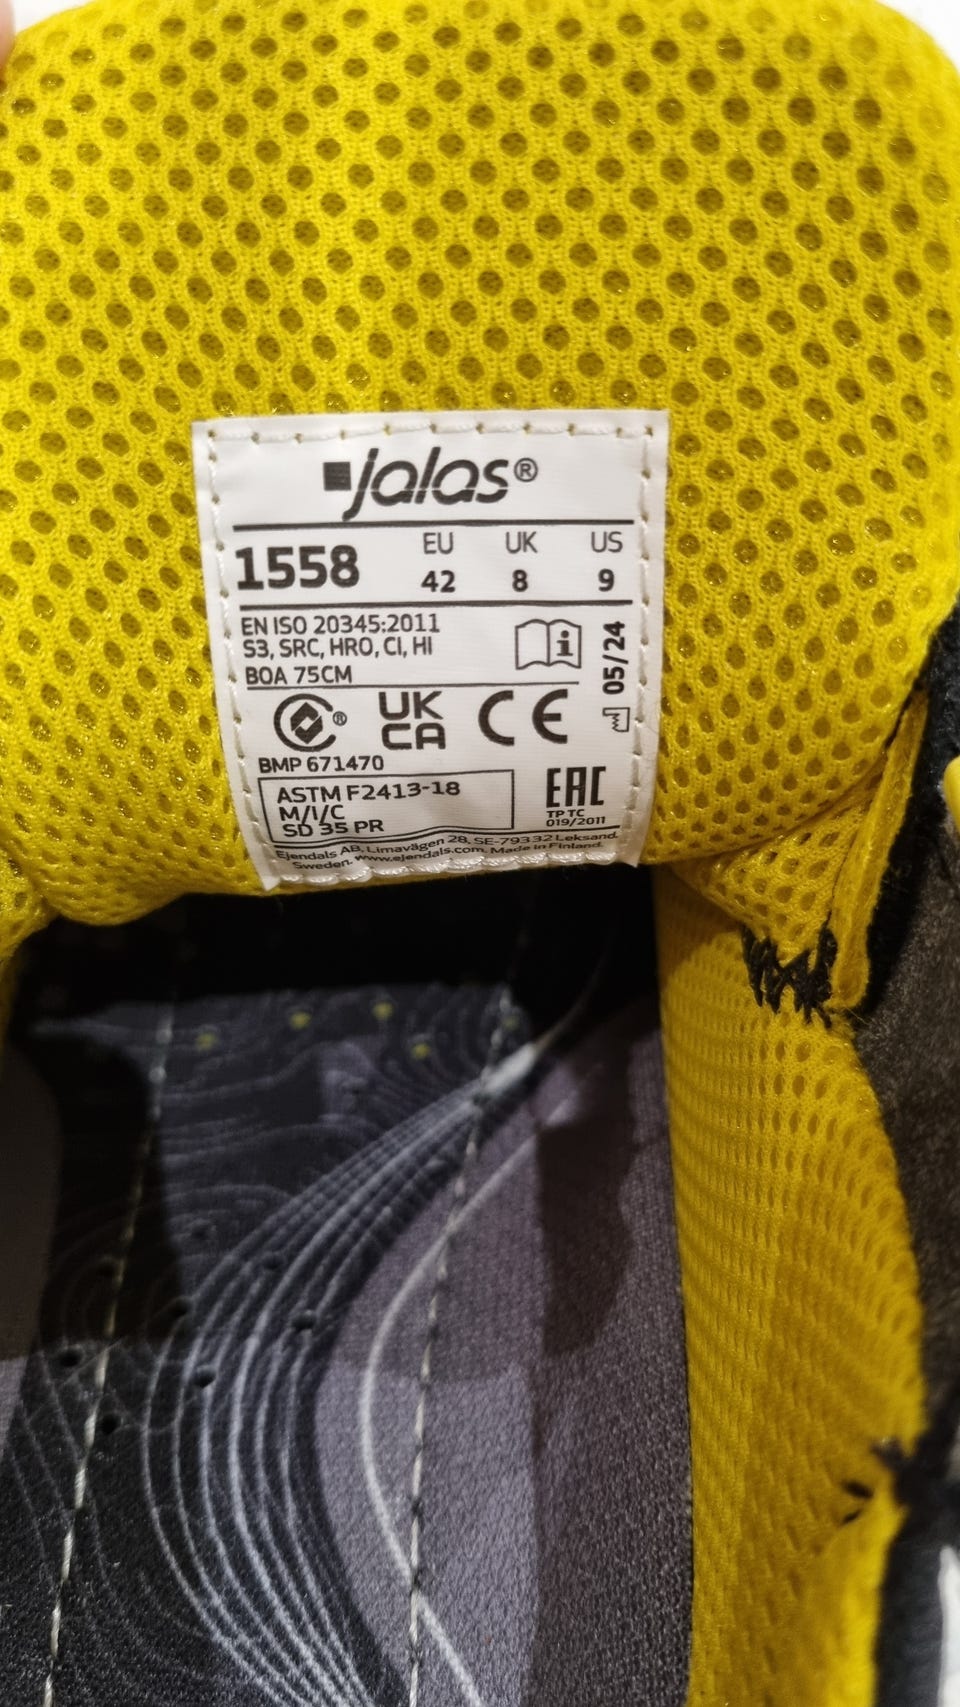 jalas®
1558
EU UK US
42 8 9
EN ISO 20345:2011
S3, SRC, HRO, CI, HI
BOA 75CM
i
05/24
®
UK
CA
CE
BMP 671470
ASTM F2413-18
M/I/C
SD 35 PR
EAC
TP TC
019/2011
Ejendals AB, Limavägen 28, SE-793 32 Leksand.
Sweden. www.ejendals.com. Made in Finland.